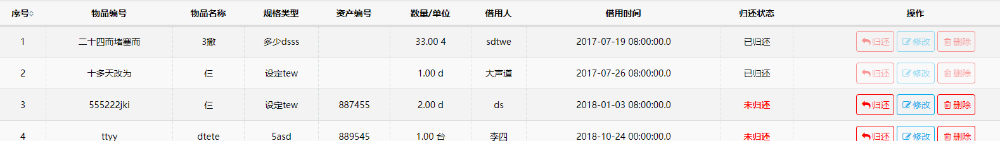 序号 物品编号 物品名称 规格类型 资产编号 数量/单位 借用人 借用时间 归还状态 操作
1 二十四而堵塞而 3撒 多少dsss 33.00 4 sdtwe 2017-07-19 08:00:00.0 已归还 归还 修改 删除
2 十多天改为 仨 设定tew 1.00 d 大声道 2017-07-26 08:00:00.0 已归还 归还 修改 删除
3 555222jki 仨 设定tew 887455 2.00 d ds 2018-01-03 08:00:00.0 未归还 归还 修改 删除
4 ttyy dtete 5asd 889545 1.00 台 李四 2018-10-24 00:00:00.0 未归还 归还 修改 删除